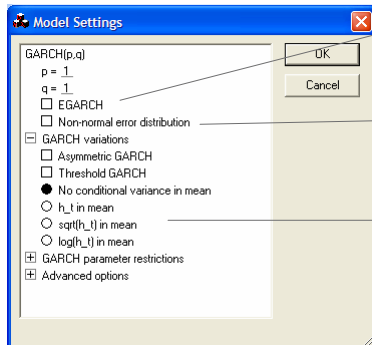 Model Settings
GARCH(p,q)
p = 1
q = 1
EGARCH
Non-normal error distribution
GARCH variations
Asymmetric GARCH
Threshold GARCH
No conditional variance in mean
h_t in mean
sqrt(h_t) in mean
log(h_t) in mean
GARCH parameter restrictions
Advanced options
OK
Cancel